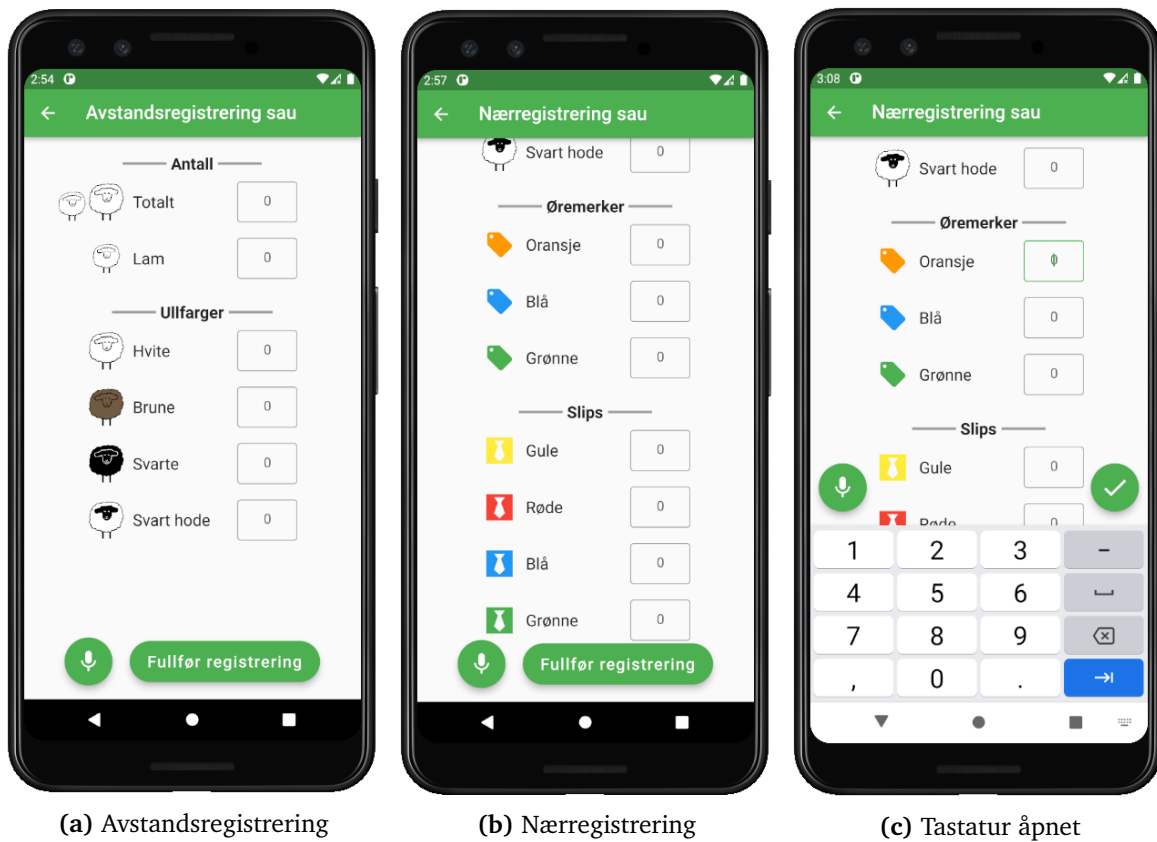 2:54
Avstandsregistrering sau
Antall
Totalt 0
Lam 0
Ullfarger
Hvite 0
Brune 0
Svarte 0
Svart hode 0
Fullfør registrering
(a) Avstandsregistrering
2:57
Nærregistrering sau
Svart hode 0
Øremerker
Oransje 0
Blå 0
Grønne 0
Slips
Gule 0
Røde 0
Blå 0
Grønne 0
Fullfør registrering
(b) Nærregistrering
3:08
Nærregistrering sau
Svart hode 0
Øremerker
Oransje 0
Blå 0
Grønne 0
Slips
Gule 0
Røde 0
1 2 3 –
4 5 6
7 8 9
, 0 .
(c) Tastatur åpnet